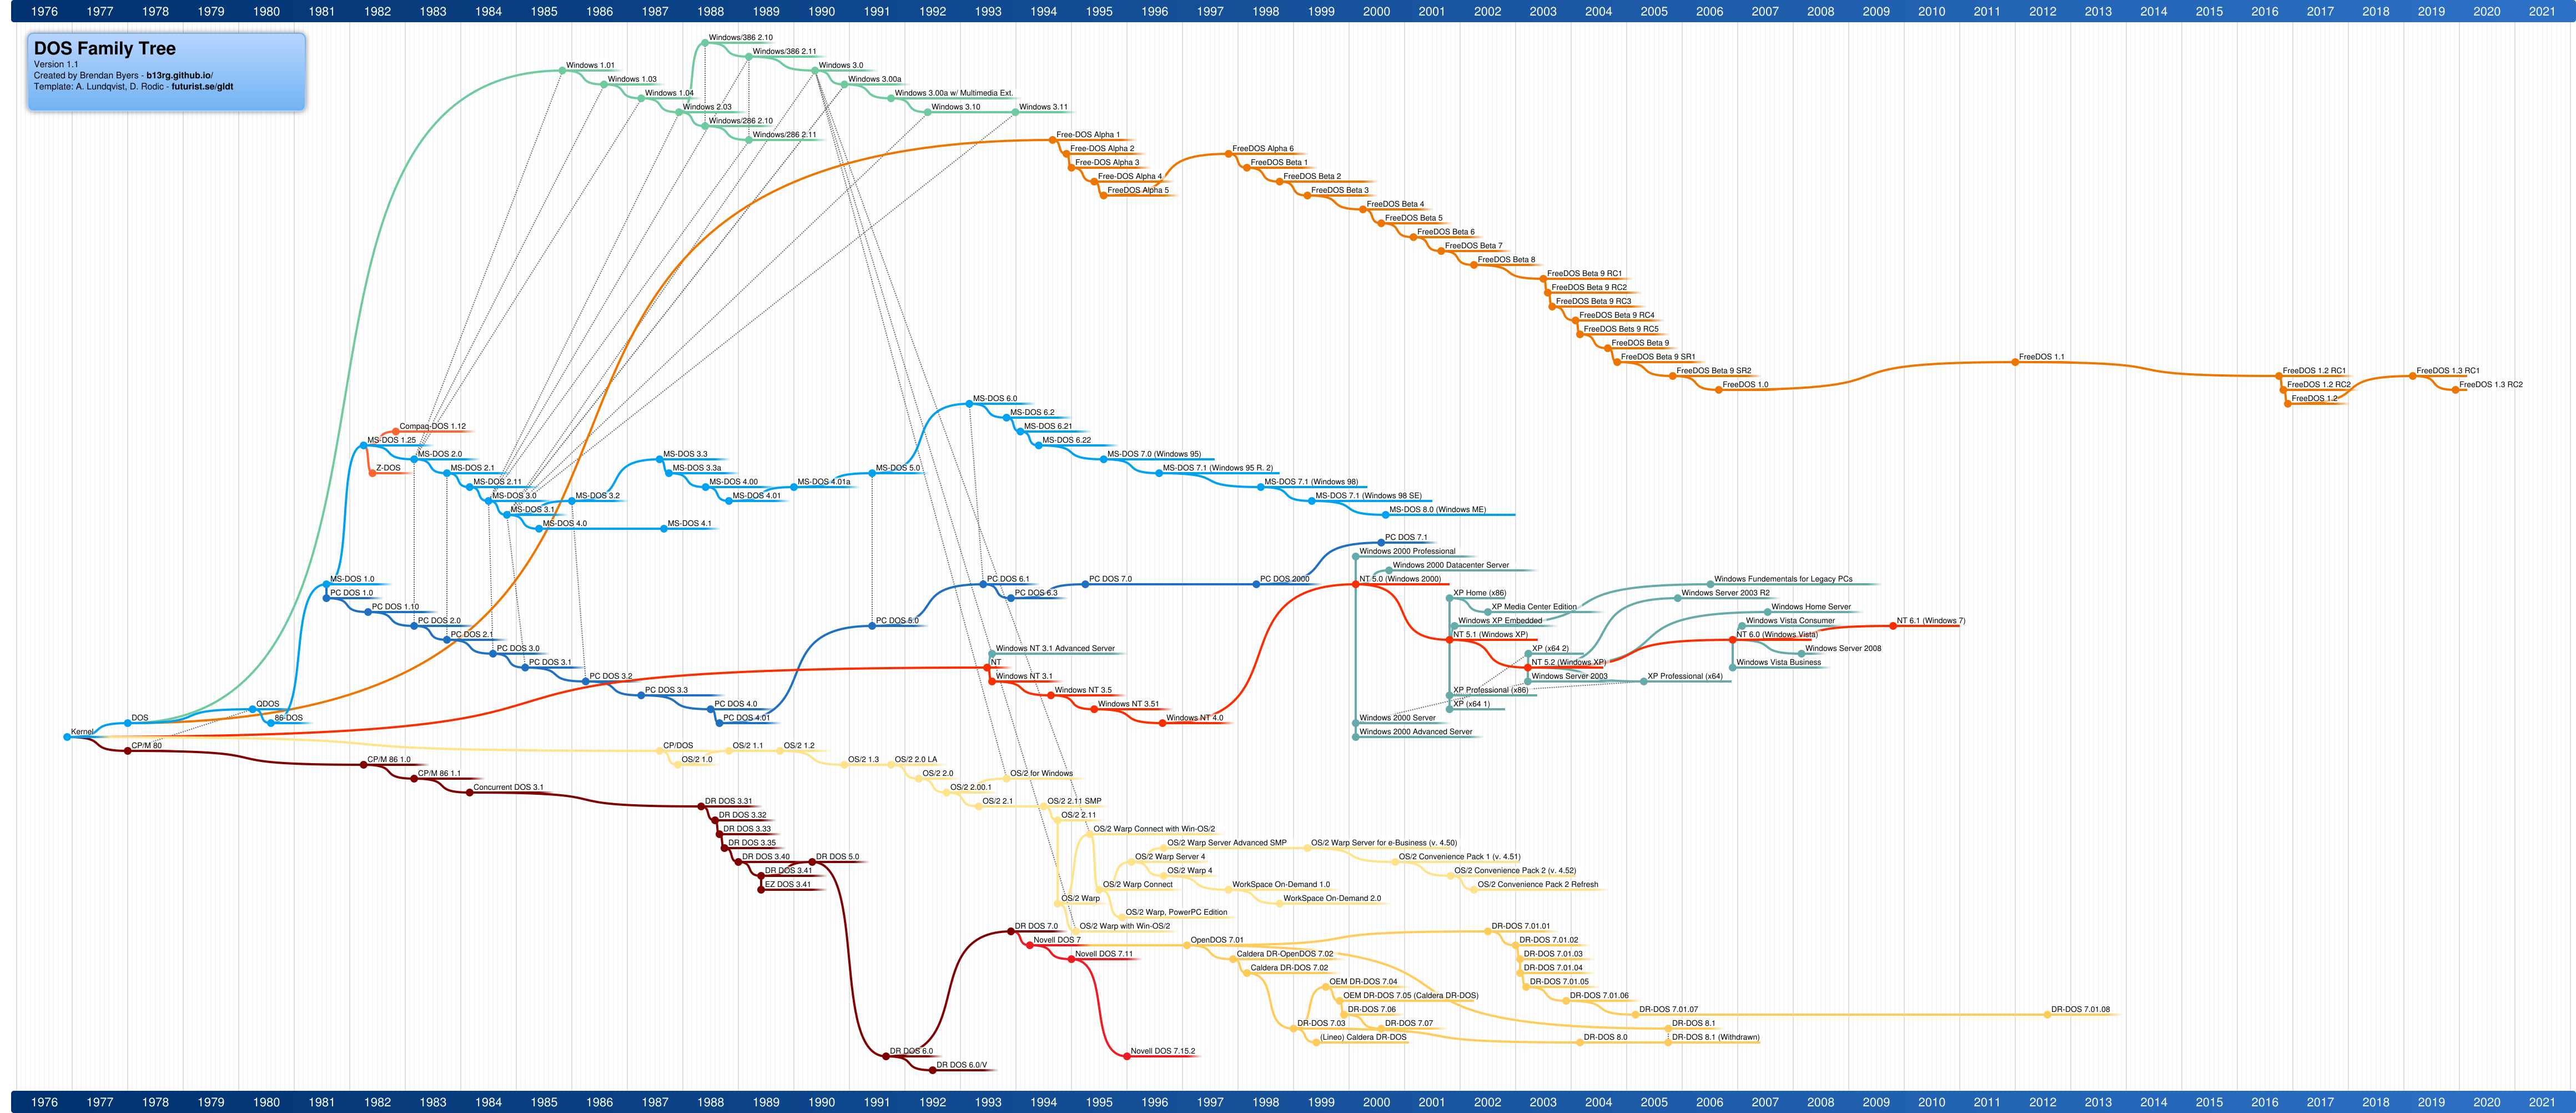 1976 1977 1978 1979 1980 1981 1982 1983 1984 1985 1986 1987 1988 1989 1990 1991 1992 1993 1994 1995 1996 1997 1998 1999 2000 2001 2002 2003 2004 2005 2006 2007 2008 2009 2010 2011 2012 2013 2014 2015 2016 2017 2018 2019 2020 2021
DOS Family Tree
Version 1.1
Created by Brendan Byers - b13rg.github.io/
Template: A. Lundqvist, D. Rodic - futurist.se/gldt
Windows/386 2.10
Windows/386 2.11
Windows 1.01
Windows 3.0
Windows 1.03
Windows 3.00a
Windows 1.04
Windows 3.00a w/ Multimedia Ext.
Windows 2.03
Windows 3.10
Windows 3.11
Windows/286 2.10
Windows/286 2.11
Free-DOS Alpha 1
Free-DOS Alpha 2
FreeDOS Alpha 6
Free-DOS Alpha 3
FreeDOS Beta 1
Free-DOS Alpha 4
FreeDOS Beta 2
FreeDOS Alpha 5
FreeDOS Beta 3
FreeDOS Beta 4
FreeDOS Beta 5
FreeDOS Beta 6
FreeDOS Beta 7
FreeDOS Beta 8
FreeDOS Beta 9 RC1
FreeDOS Beta 9 RC2
FreeDOS Beta 9 RC3
FreeDOS Beta 9 RC4
FreeDOS Bets 9 RC5
FreeDOS Beta 9
FreeDOS Beta 9 SR1
FreeDOS 1.1
FreeDOS Beta 9 SR2
FreeDOS 1.2 RC1
FreeDOS 1.3 RC1
FreeDOS 1.0
FreeDOS 1.2 RC2
FreeDOS 1.3 RC2
FreeDOS 1.2
MS-DOS 6.0
MS-DOS 6.2
Compaq-DOS 1.12
MS-DOS 6.21
MS-DOS 1.25
MS-DOS 6.22
MS-DOS 2.0
MS-DOS 3.3
MS-DOS 7.0 (Windows 95)
Z-DOS
MS-DOS 2.1
MS-DOS 3.3a
MS-DOS 5.0
MS-DOS 7.1 (Windows 95 R. 2)
MS-DOS 2.11
MS-DOS 4.00
MS-DOS 4.01a
MS-DOS 7.1 (Windows 98)
MS-DOS 3.0
MS-DOS 3.2
MS-DOS 4.01
MS-DOS 7.1 (Windows 98 SE)
MS-DOS 3.1
MS-DOS 8.0 (Windows ME)
MS-DOS 4.0
MS-DOS 4.1
PC DOS 7.1
Windows 2000 Professional
Windows 2000 Datacenter Server
MS-DOS 1.0
PC DOS 6.1
PC DOS 7.0
PC DOS 2000
NT 5.0 (Windows 2000)
Windows Fundementals for Legacy PCs
PC DOS 1.0
PC DOS 6.3
XP Home (x86)
Windows Server 2003 R2
PC DOS 1.10
XP Media Center Edition
Windows Home Server
PC DOS 2.0
PC DOS 5.0
Windows XP Embedded
Windows Vista Consumer
NT 6.1 (Windows 7)
PC DOS 2.1
NT 5.1 (Windows XP)
NT 6.0 (Windows Vista)
PC DOS 3.0
Windows NT 3.1 Advanced Server
XP (x64 2)
Windows Server 2008
PC DOS 3.1
NT
NT 5.2 (Windows XP)
Windows Vista Business
PC DOS 3.2
Windows NT 3.1
Windows Server 2003
XP Professional (x64)
PC DOS 3.3
Windows NT 3.5
XP Professional (x86)
QDOS
PC DOS 4.0
Windows NT 3.51
XP (x64 1)
DOS
86-DOS
PC DOS 4.01
Windows NT 4.0
Windows 2000 Server
Kernel
Windows 2000 Advanced Server
CP/M 80
CP/DOS
OS/2 1.1
OS/2 1.2
CP/M 86 1.0
OS/2 1.0
OS/2 1.3
OS/2 2.0 LA
CP/M 86 1.1
OS/2 2.0
OS/2 for Windows
Concurrent DOS 3.1
OS/2 2.00.1
DR DOS 3.31
OS/2 2.1
OS/2 2.11 SMP
DR DOS 3.32
OS/2 2.11
DR DOS 3.33
OS/2 Warp Connect with Win-OS/2
DR DOS 3.35
OS/2 Warp Server Advanced SMP
OS/2 Warp Server for e-Business (v. 4.50)
DR DOS 3.40
DR DOS 5.0
OS/2 Warp Server 4
OS/2 Convenience Pack 1 (v. 4.51)
DR DOS 3.41
OS/2 Warp 4
OS/2 Convenience Pack 2 (v. 4.52)
EZ DOS 3.41
OS/2 Warp Connect
WorkSpace On-Demand 1.0
OS/2 Convenience Pack 2 Refresh
OS/2 Warp
WorkSpace On-Demand 2.0
OS/2 Warp, PowerPC Edition
DR DOS 7.0
OS/2 Warp with Win-OS/2
DR-DOS 7.01.01
Novell DOS 7
OpenDOS 7.01
DR-DOS 7.01.02
Novell DOS 7.11
Caldera DR-OpenDOS 7.02
DR-DOS 7.01.03
Caldera DR-DOS 7.02
DR-DOS 7.01.04
OEM DR-DOS 7.04
DR-DOS 7.01.05
OEM DR-DOS 7.05 (Caldera DR-DOS)
DR-DOS 7.01.06
DR-DOS 7.06
DR-DOS 7.01.07
DR-DOS 7.01.08
DR-DOS 7.03
DR-DOS 7.07
DR-DOS 8.1
(Lineo) Caldera DR-DOS
DR-DOS 8.0
DR-DOS 8.1 (Withdrawn)
DR DOS 6.0
Novell DOS 7.15.2
DR DOS 6.0/V
1976 1977 1978 1979 1980 1981 1982 1983 1984 1985 1986 1987 1988 1989 1990 1991 1992 1993 1994 1995 1996 1997 1998 1999 2000 2001 2002 2003 2004 2005 2006 2007 2008 2009 2010 2011 2012 2013 2014 2015 2016 2017 2018 2019 2020 2021